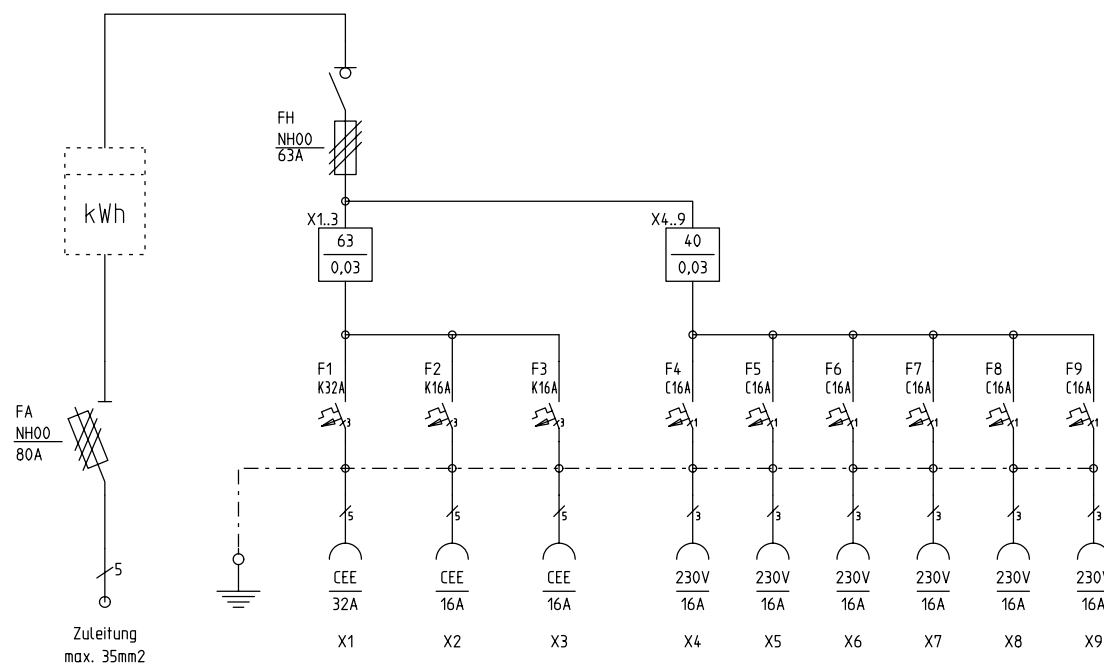 FH
NH00
63A
kWh
X1..3
X4..9
63
0,03
40
0,03
F1
K32A
F2
K16A
F3
K16A
F4
C16A
F5
C16A
F6
C16A
F7
C16A
F8
C16A
F9
C16A
FA
NH00
80A
3
3
3
1
1
1
1
1
1
5
5
5
3
3
3
3
3
3
5
CEE
32A
CEE
16A
CEE
16A
230V
16A
230V
16A
230V
16A
230V
16A
230V
16A
230V
16A
Zuleitung
max. 35mm2
X1
X2
X3
X4
X5
X6
X7
X8
X9